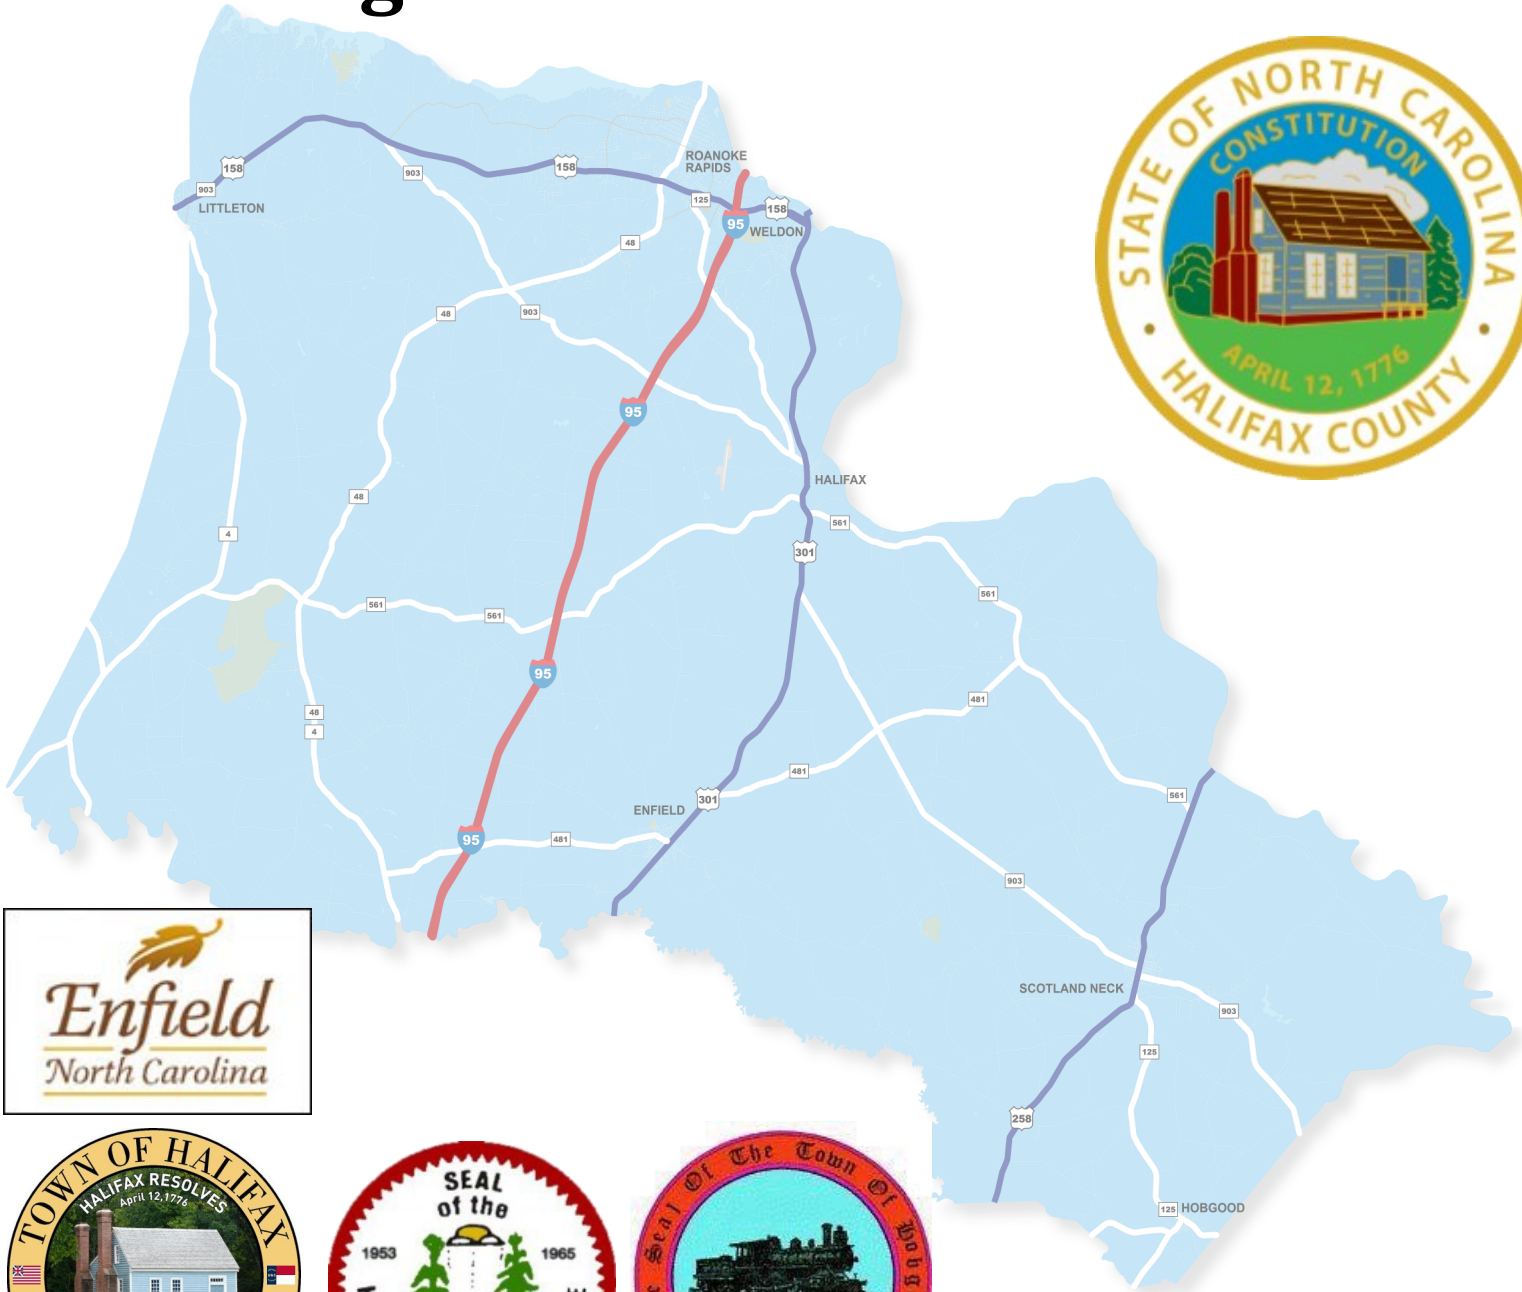 g
STATE OF NORTH CAROLINA
CONSTITUTION
APRIL 12, 1776
HALIFAX COUNTY
ROANOKE
RAPIDS
158
158
903
903
LITTLETON
125
158
95
WELDON
48
48
903
95
HALIFAX
48
561
4
301
561
561
561
95
481
48
4
481
301
561
ENFIELD
95
481
903
SCOTLAND NECK
903
125
258
125
HOBGOOD
Enfield
North Carolina
TOWN OF HALIFAX
HALIFAX RESOLVES
April 12, 1776
SEAL
of the
1953
1965
Seal Of The Town Of Hobg